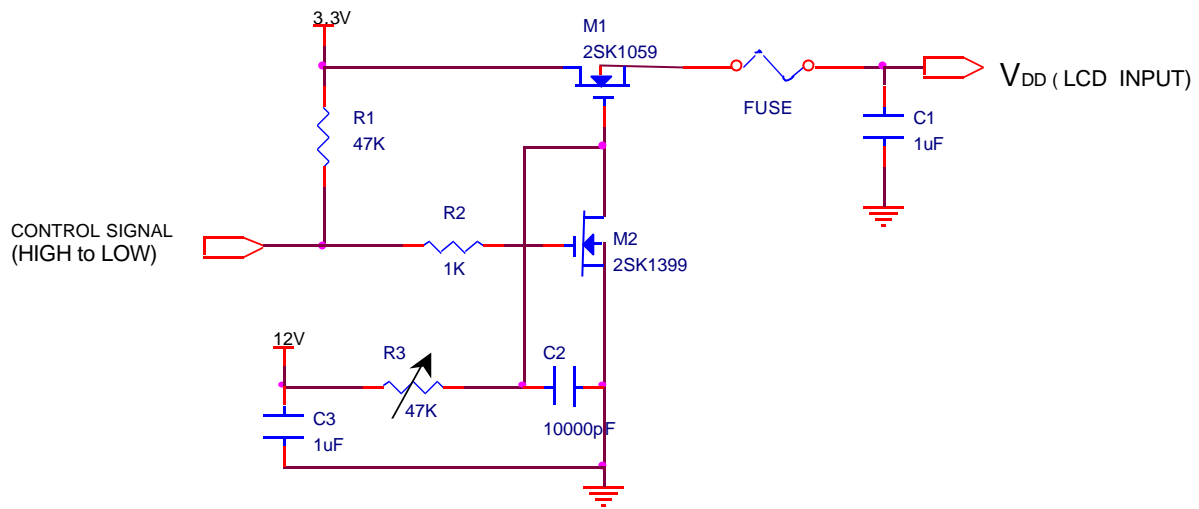 3.3V
M1
2SK1059
FUSE
VDD ( LCD INPUT)
R1
47K
C1
1uF
CONTROL SIGNAL
(HIGH to LOW)
R2
1K
M2
2SK1399
12V
R3
47K
C2
10000pF
C3
1uF